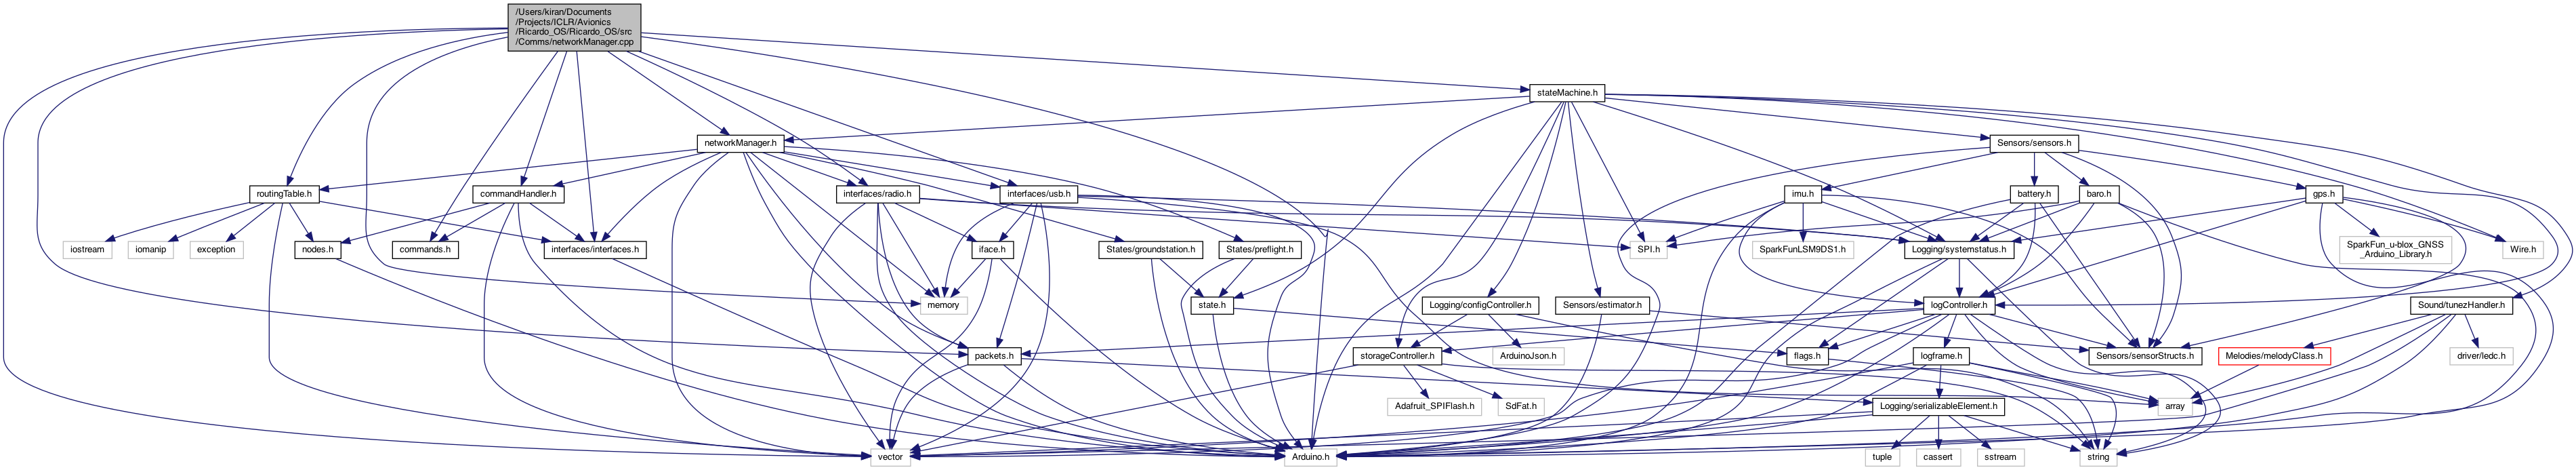 /Users/kiran/Documents
/Projects/ICLR/Avionics
/Ricardo_OS/Ricardo_OS/src
/Comms/networkManager.cpp
stateMachine.h
networkManager.h
Sensors/sensors.h
routingTable.h
commandHandler.h
interfaces/radio.h
interfaces/usb.h
imu.h
battery.h
baro.h
gps.h
iostream
iomanip
exception
nodes.h
commands.h
interfaces/interfaces.h
iface.h
States/groundstation.h
States/preflight.h
SPI.h
SparkFunLSM9DS1.h
Logging/systemstatus.h
SparkFun_u-blox_GNSS
_Arduino_Library.h
Wire.h
memory
state.h
Logging/configController.h
Sensors/estimator.h
logController.h
Sound/tunezHandler.h
packets.h
storageController.h
ArduinoJson.h
flags.h
logframe.h
Sensors/sensorStructs.h
Melodies/melodyClass.h
driver/ledc.h
Adafruit_SPIFlash.h
SdFat.h
Logging/serializableElement.h
array
vector
Arduino.h
tuple
cassert
sstream
string